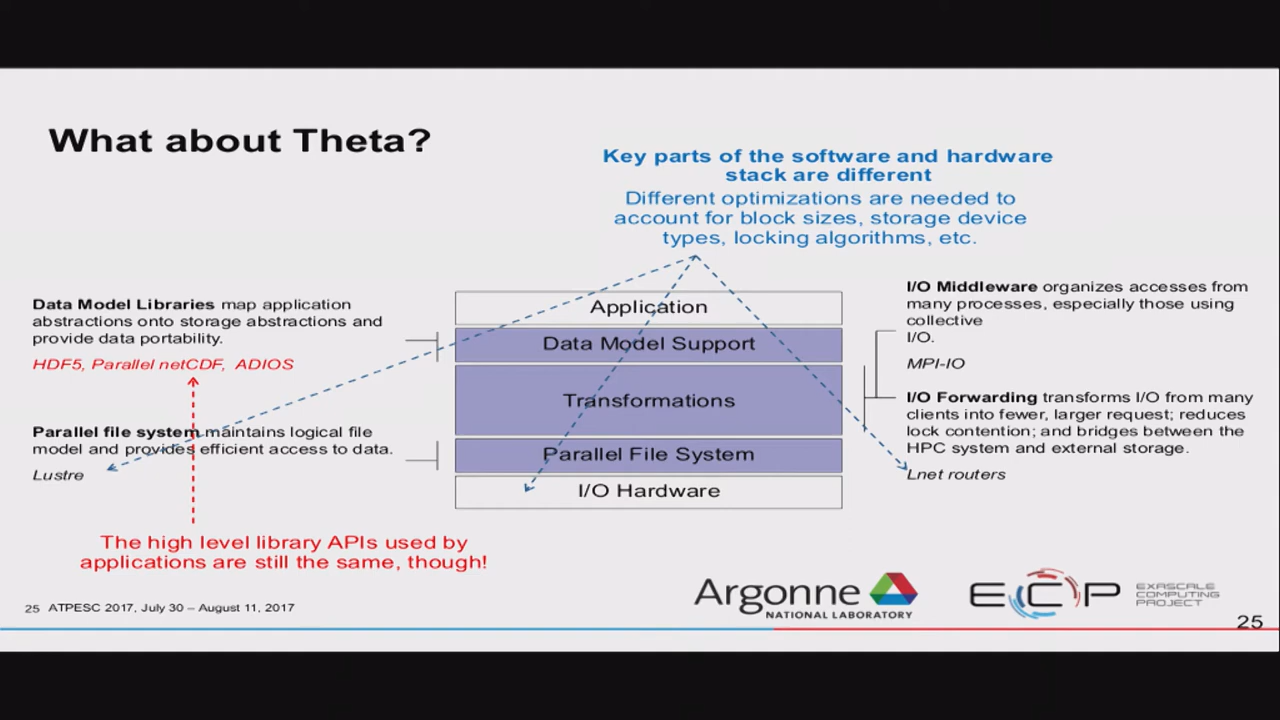 What about Theta?
Key parts of the software and hardware
stack are different
Different optimizations are needed to
account for block sizes, storage device
types, locking algorithms, etc.
Data Model Libraries map application
abstractions onto storage abstractions and
provide data portability.
HDF5, Parallel netCDF, ADIOS
Parallel file system maintains logical file
model and provides efficient access to data.
Lustre
Application
Data Model Support
Transformations
Parallel File System
I/O Hardware
I/O Middleware organizes accesses from
many processes, especially those using
collective
I/O.
MPI-IO
I/O Forwarding transforms I/O from many
clients into fewer, larger request; reduces
lock contention; and bridges between the
HPC system and external storage.
Lnet routers
The high level library APIs used by
applications are still the same, though!
25 ATPESC 2017, July 30 – August 11, 2017
Argonne
NATIONAL LABORATORY
ECP
EXASCALE
COMPUTING
PROJECT
25